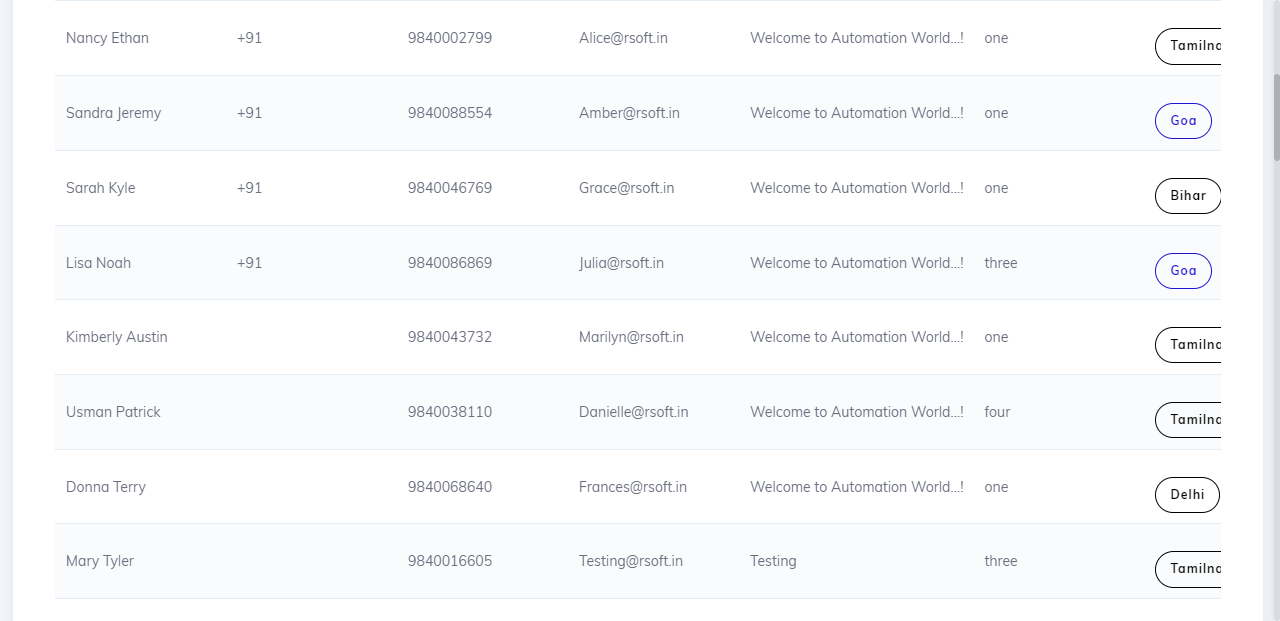 Nancy Ethan +91 9840002799 Alice@rsoft.in Welcome to Automation World...! one
Sandra Jeremy +91 9840088554 Amber@rsoft.in Welcome to Automation World...! one Goa
Sarah Kyle +91 9840046769 Grace@rsoft.in Welcome to Automation World...! one Bihar
Lisa Noah +91 9840086869 Julia@rsoft.in Welcome to Automation World...! three Goa
Kimberly Austin 9840043732 Marilyn@rsoft.in Welcome to Automation World...! one
Usman Patrick 9840038110 Danielle@rsoft.in Welcome to Automation World...! four
Donna Terry 9840068640 Frances@rsoft.in Welcome to Automation World...! one Delhi
Mary Tyler 9840016605 Testing@rsoft.in Testing three